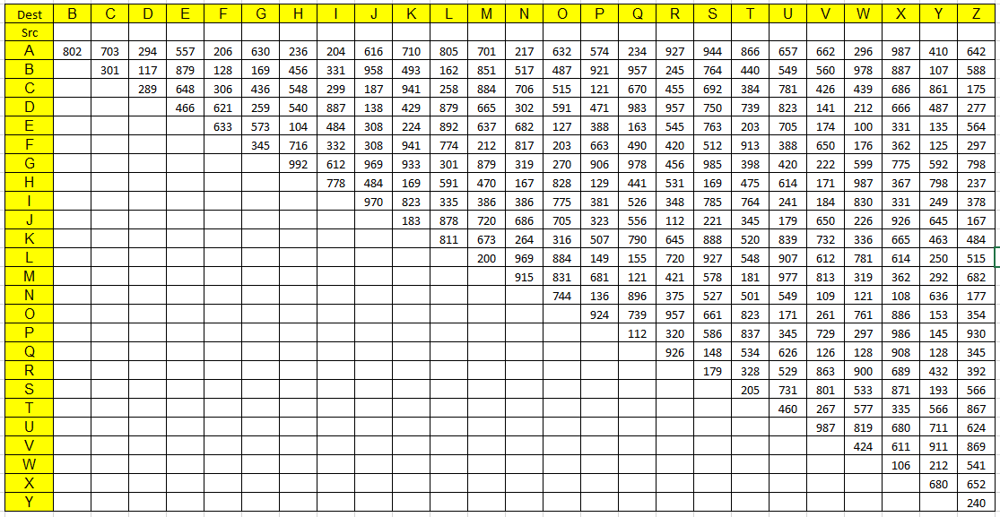 Dest B C D E F G H I J K L M N O P Q R S T U V W X Y Z
Src
A 802 703 294 557 206 630 236 204 616 710 805 701 217 632 574 234 927 944 866 657 662 296 987 410 642
B 301 117 879 128 169 456 331 958 493 162 851 517 487 921 957 245 764 440 549 560 978 887 107 588
C 289 648 306 436 548 299 187 941 258 884 706 515 121 670 455 692 384 781 426 439 686 861 175
D 466 621 259 540 887 138 429 879 665 302 591 471 983 957 750 739 823 141 212 666 487 277
E 633 573 104 484 308 224 892 637 682 127 388 163 545 763 203 705 174 100 331 135 564
F 345 716 332 308 941 774 212 817 203 663 490 420 512 913 388 650 176 362 125 297
G 992 612 969 933 301 879 319 270 906 978 456 985 398 420 222 599 775 592 798
H 778 484 169 591 470 167 828 129 441 531 169 475 614 171 987 367 798 237
I 970 823 335 386 386 775 381 526 348 785 764 241 184 830 331 249 378
J 183 878 720 686 705 323 556 112 221 345 179 650 226 926 645 167
K 811 673 264 316 507 790 645 888 520 839 732 336 665 463 484
L 200 969 884 149 155 720 927 548 907 612 781 614 250 515
M 915 831 681 121 421 578 181 977 813 319 362 292 682
N 744 136 896 375 527 501 549 109 121 108 636 177
O 924 739 957 661 823 171 261 761 886 153 354
P 112 320 586 837 345 729 297 986 145 930
Q 926 148 534 626 126 128 908 128 345
R 179 328 529 863 900 689 432 392
S 205 731 801 533 871 193 566
T 460 267 577 335 566 867
U 987 819 680 711 624
V 424 611 911 869
W 106 212 541
X 680 652
Y 240